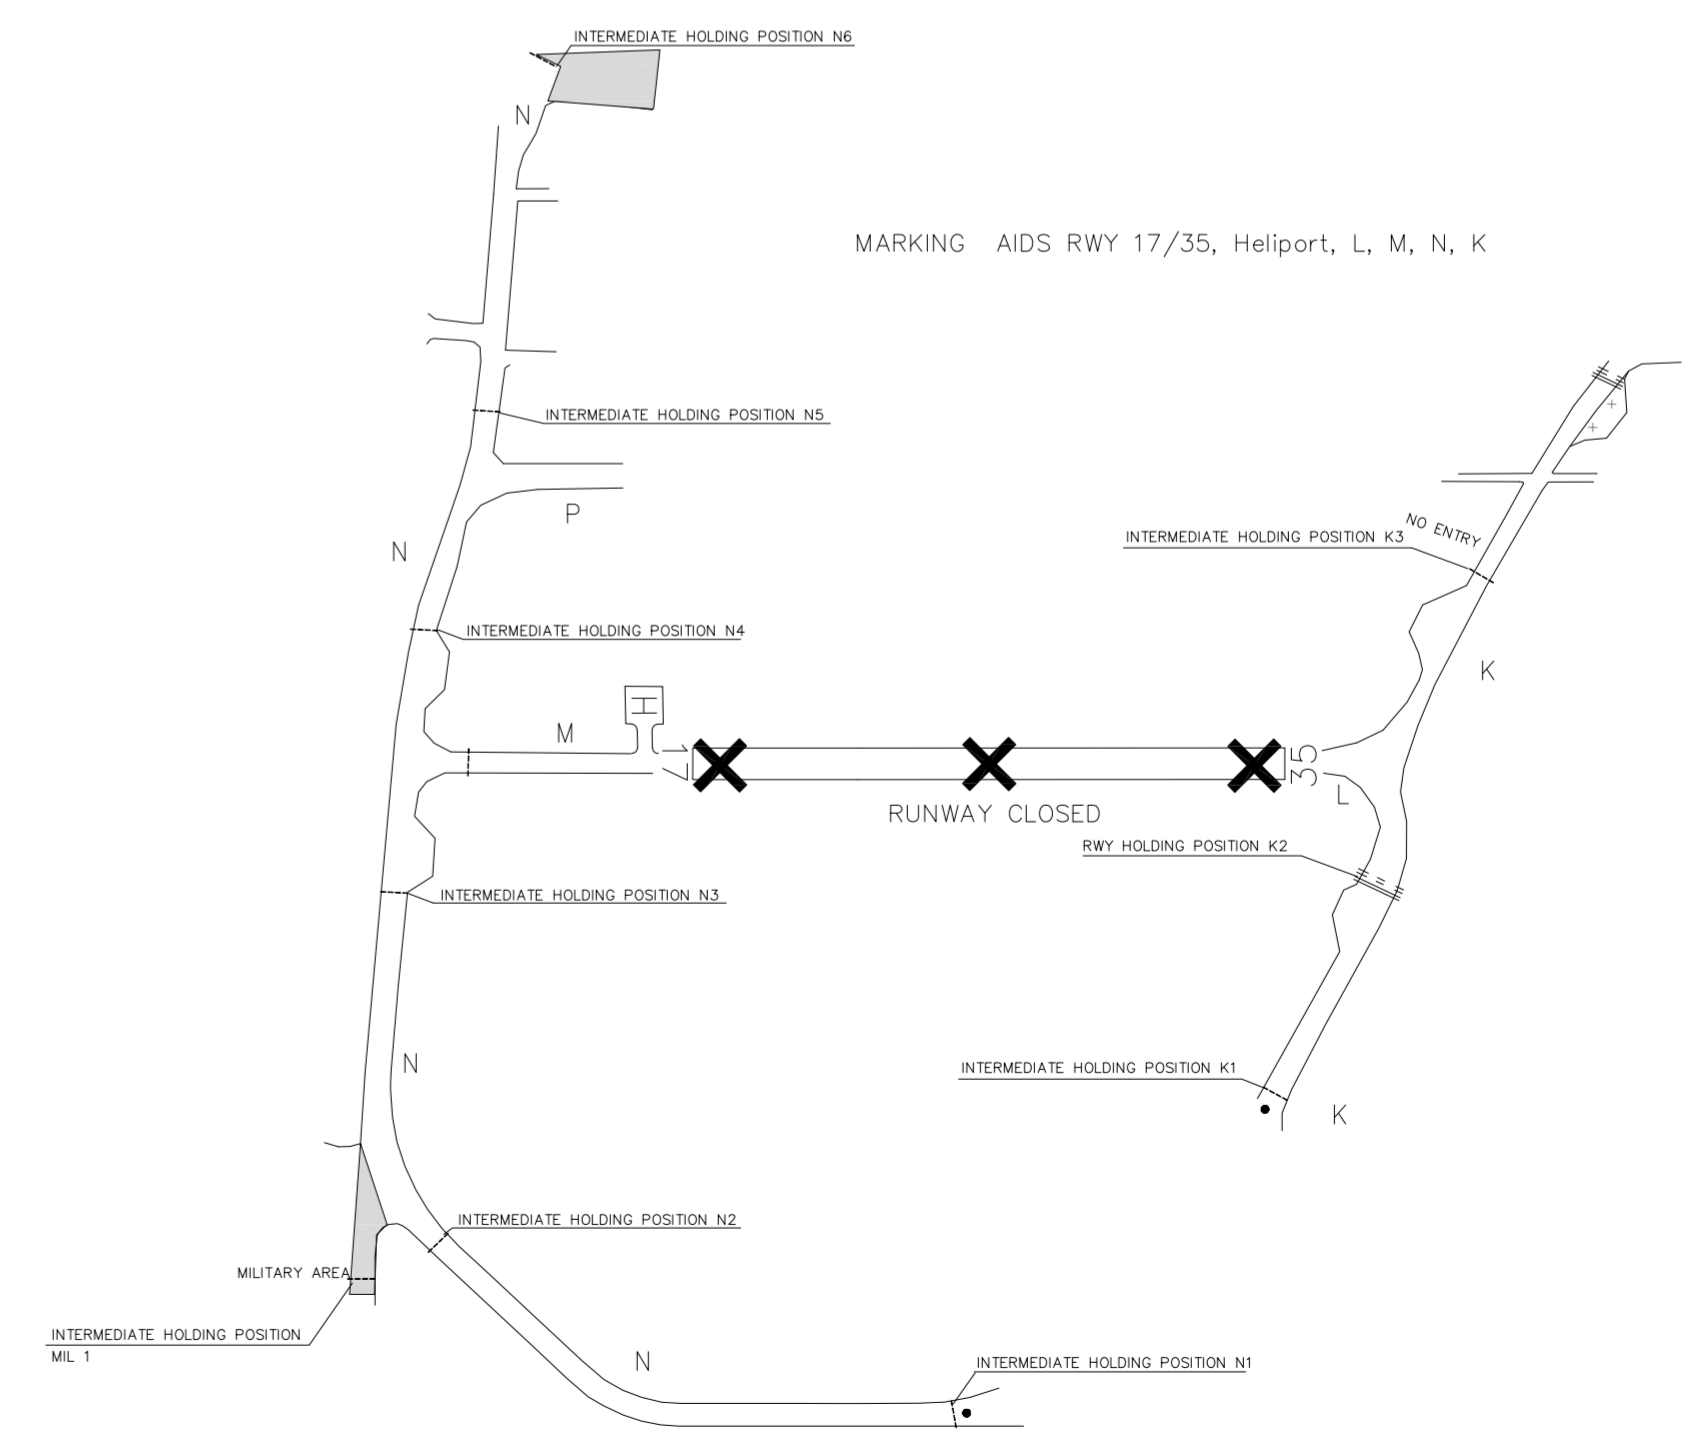 INTERMEDIATE HOLDING POSITION N6
N
MARKING AIDS RWY 17/35, Heliport, L, M, N, K
INTERMEDIATE HOLDING POSITION N5
P
NO ENTRY
INTERMEDIATE HOLDING POSITION K3
N
INTERMEDIATE HOLDING POSITION N4
K
H
M
17
35
L
RUNWAY CLOSED
RWY HOLDING POSITION K2
INTERMEDIATE HOLDING POSITION N3
N
INTERMEDIATE HOLDING POSITION K1
K
INTERMEDIATE HOLDING POSITION N2
MILITARY AREA
INTERMEDIATE HOLDING POSITION
MIL 1
N
INTERMEDIATE HOLDING POSITION N1